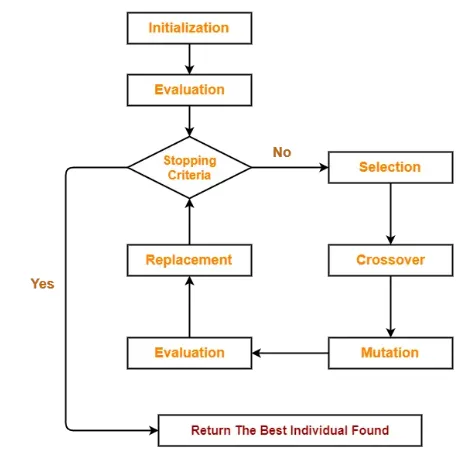 Initialization
Evaluation
Stopping
Criteria
No
Selection
Replacement
Crossover
Yes
Evaluation
Mutation
Return The Best Individual Found